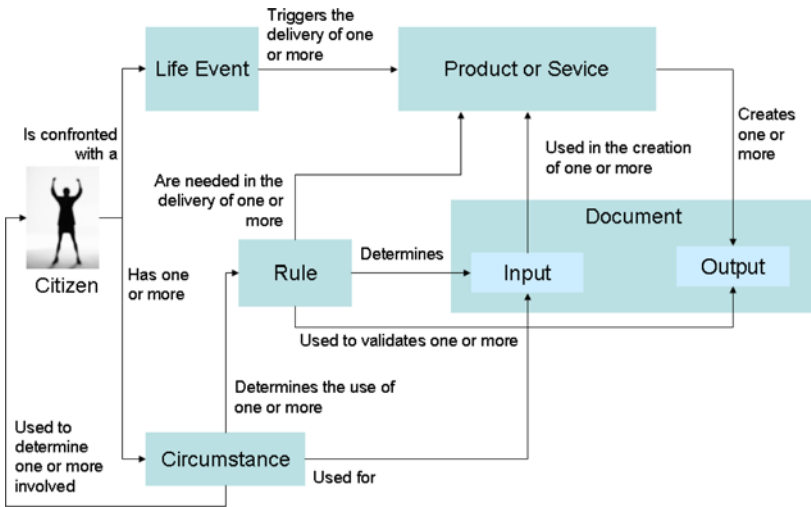 Triggers the
delivery of one
or more
Life Event
Product or Sevice
Is confronted
with a
Creates
one or
more
Used in the creation
of one or more
Are needed in the
delivery of one or
more
Document
Citizen
Has one
or more
Rule
Determines
Input
Output
Used to validates one or more
Determines the use of
one or more
Used to
determine
one or more
involved
Circumstance
Used for